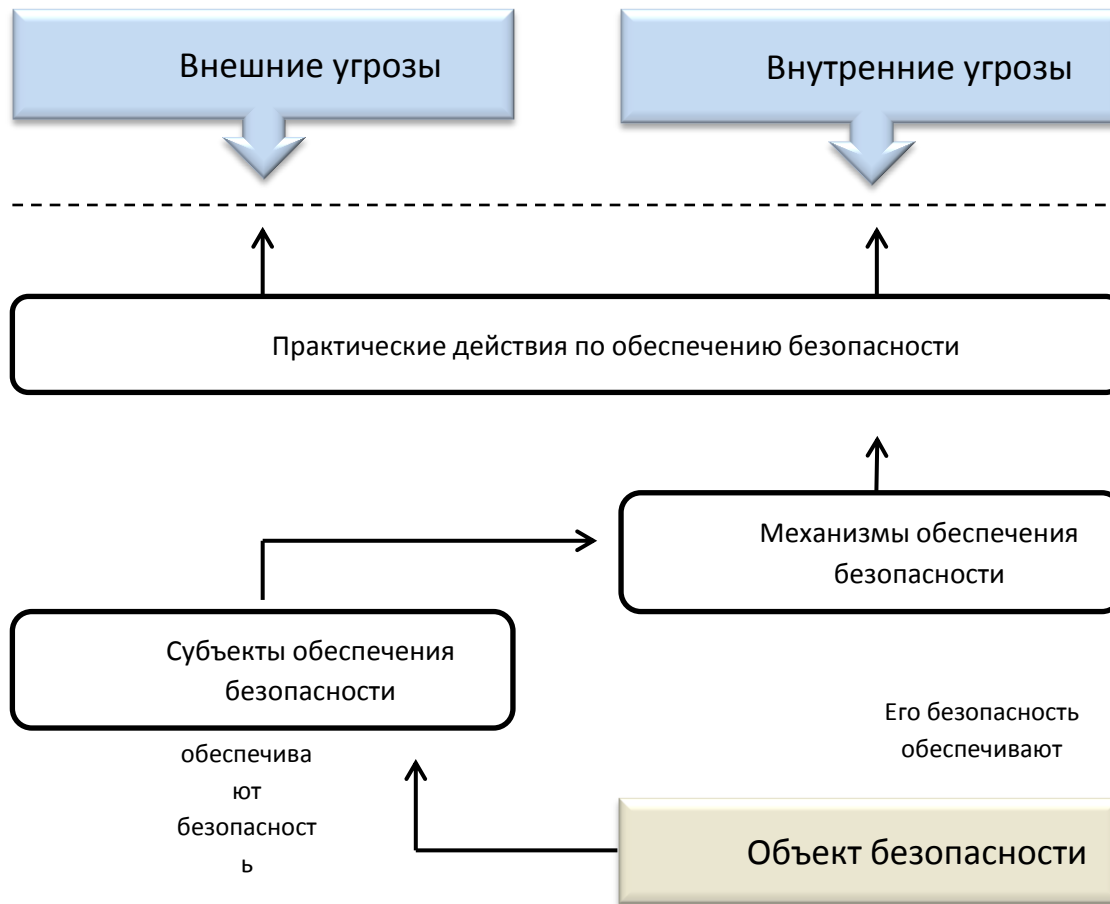 Внешние угрозы
Внутренние угрозы
Практические действия по обеспечению безопасности
Механизмы обеспечения
безопасности
Субъекты обеспечения
безопасности
Его безопасность
обеспечивают
обеспечива
ют
безопасност
ь
Объект безопасности